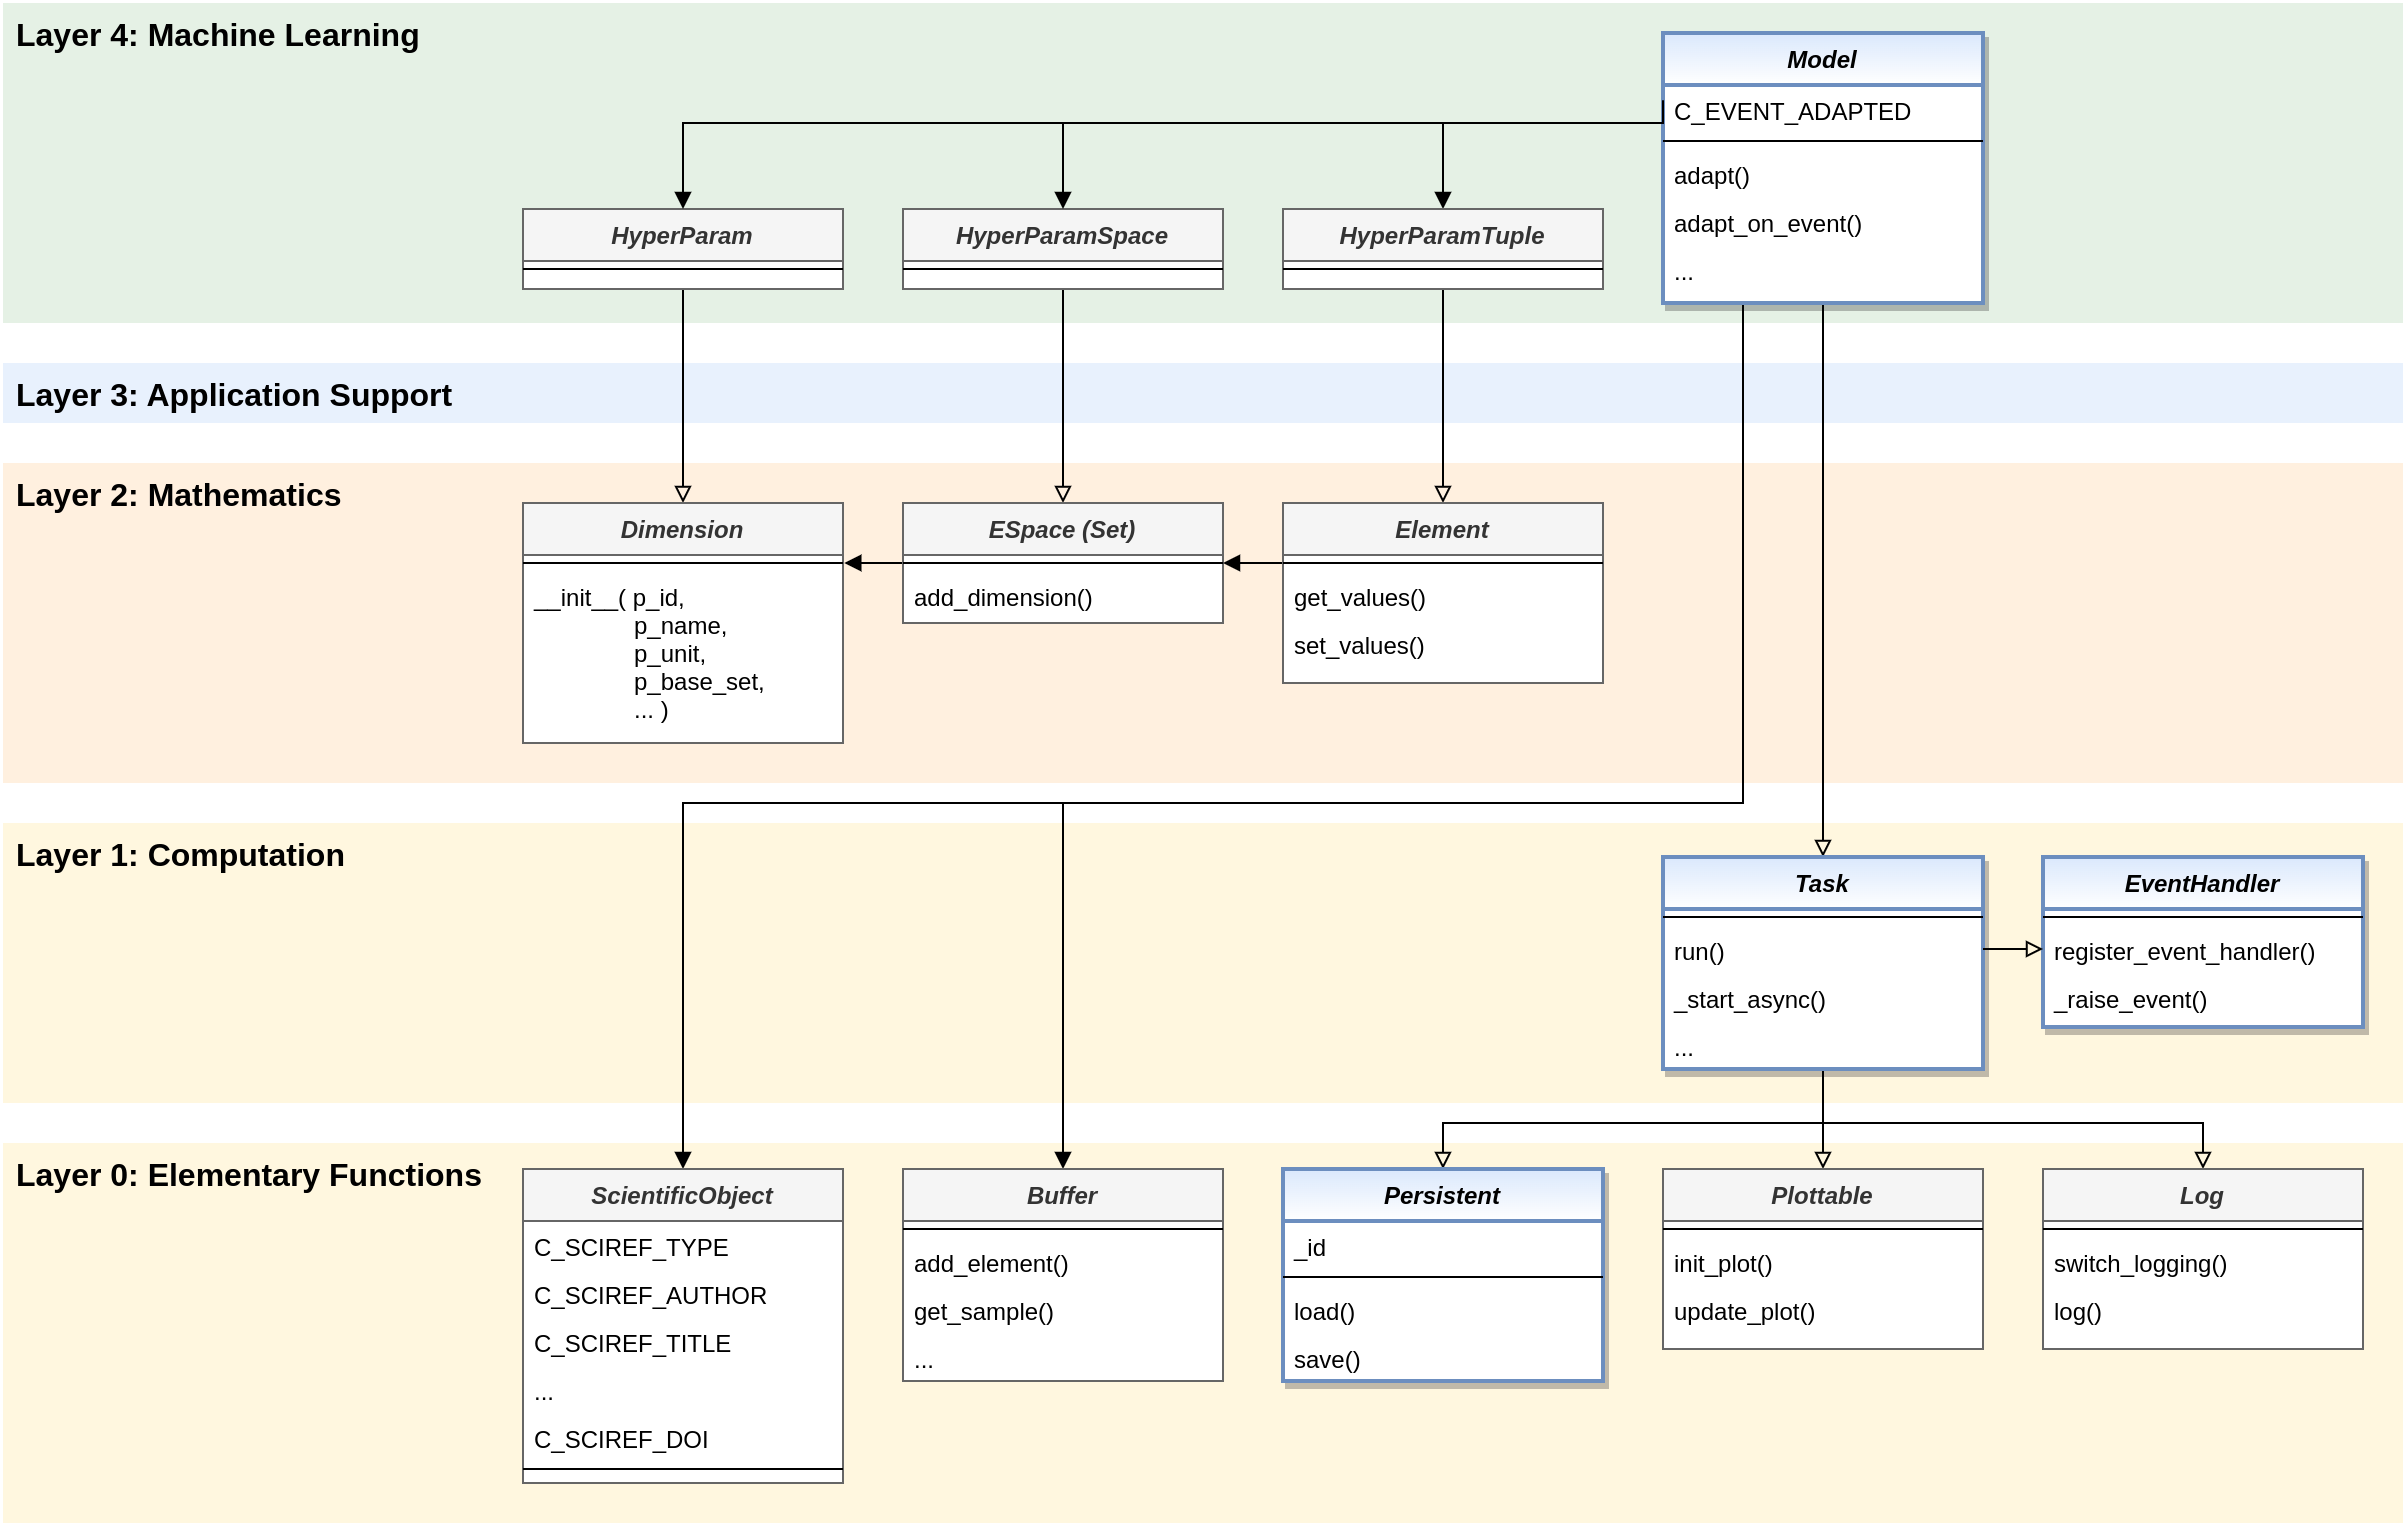 Layer 4: Machine Learning
Model
C_EVENT_ADAPTED
adapt()
adapt_on_event()
...
HyperParam
HyperParamSpace
HyperParamTuple
Layer 3: Application Support
Layer 2: Mathematics
Dimension
__init__( p_id,
p_name,
p_unit,
p_base_set,
... )
ESpace (Set)
add_dimension()
Element
get_values()
set_values()
Layer 1: Computation
Task
run()
_start_async()
...
EventHandler
register_event_handler()
_raise_event()
Layer 0: Elementary Functions
ScientificObject
C_SCIREF_TYPE
C_SCIREF_AUTHOR
C_SCIREF_TITLE
...
C_SCIREF_DOI
Buffer
add_element()
get_sample()
...
Persistent
_id
load()
save()
Plottable
init_plot()
update_plot()
Log
switch_logging()
log()